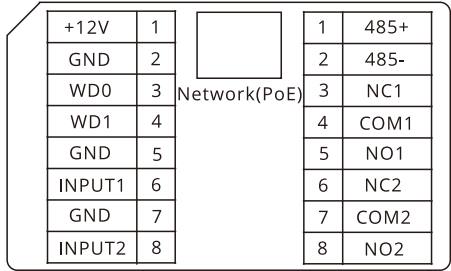 +12V 1
GND 2
WD0 3
WD1 4
GND 5
INPUT1 6
GND 7
INPUT2 8
Network(PoE)
1 485+
2 485-
3 NC1
4 COM1
5 NO1
6 NC2
7 COM2
8 NO2